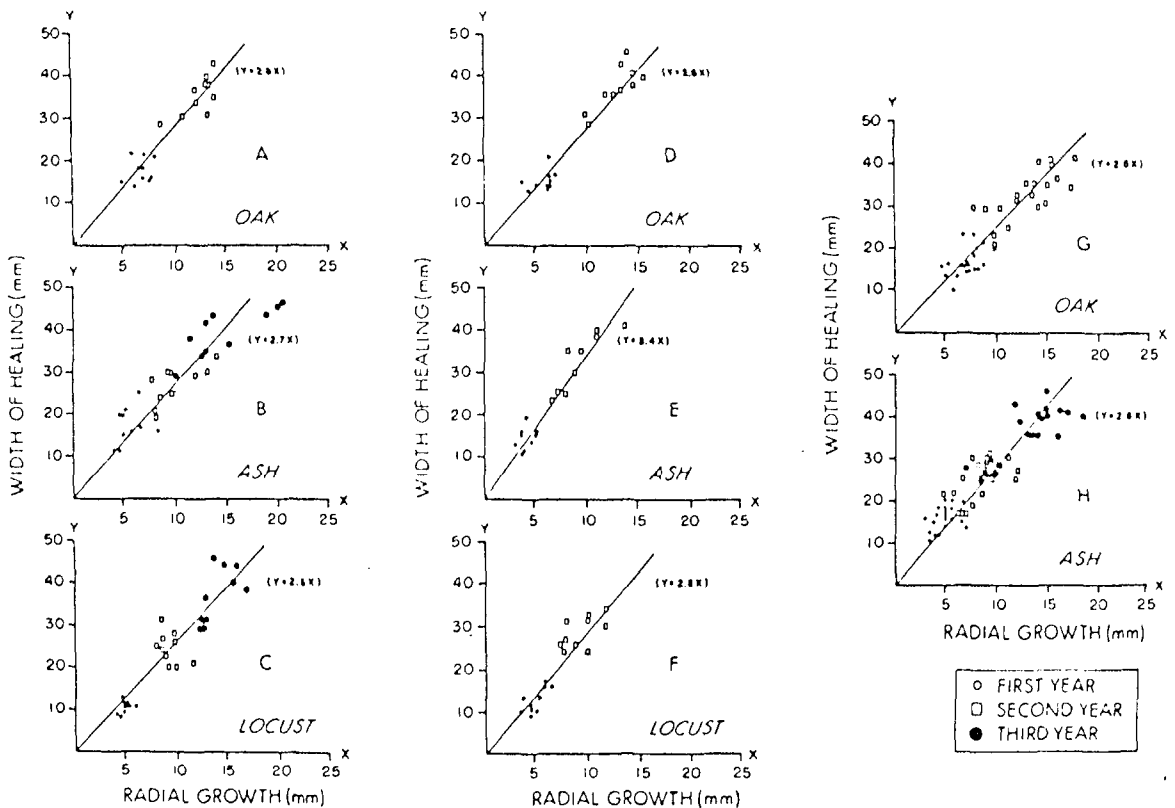 Y
50
40
30
20
10
(Y=2.8X)
A
OAK
5 10 15 20 25 X
Y
50
40
30
20
10
(Y=2.7X)
B
ASH
5 10 15 20 25 X
Y
50
40
30
20
10
C
LOCUST
5 10 15 20 25 X
WIDTH OF HEALING (mm)
RADIAL GROWTH (mm)
Y
50
40
30
20
10
D
OAK
5 10 15 20 25 X
Y
50
40
30
20
10
(Y=3.4X)
E
ASH
5 10 15 20 25 X
Y
50
40
30
20
10
(Y=2.8X)
F
LOCUST
5 10 15 20 25 X
WIDTH OF HEALING (mm)
RADIAL GROWTH (mm)
Y
50
40
30
20
10
(Y=2.6X)
G
OAK
5 10 15 20 25 X
Y
50
40
30
20
10
H
ASH
5 10 15 20 25 X
WIDTH OF HEALING (mm)
RADIAL GROWTH (mm)
FIRST YEAR
SECOND YEAR
THIRD YEAR